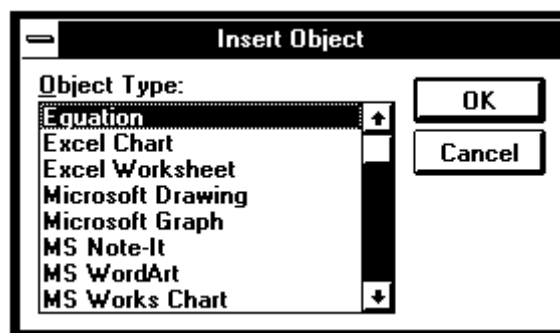 Insert Object
Object Type:
Equation
Excel Chart
Excel Worksheet
Microsoft Drawing
Microsoft Graph
MS Note-It
MS WordArt
MS Works Chart
OK
Cancel